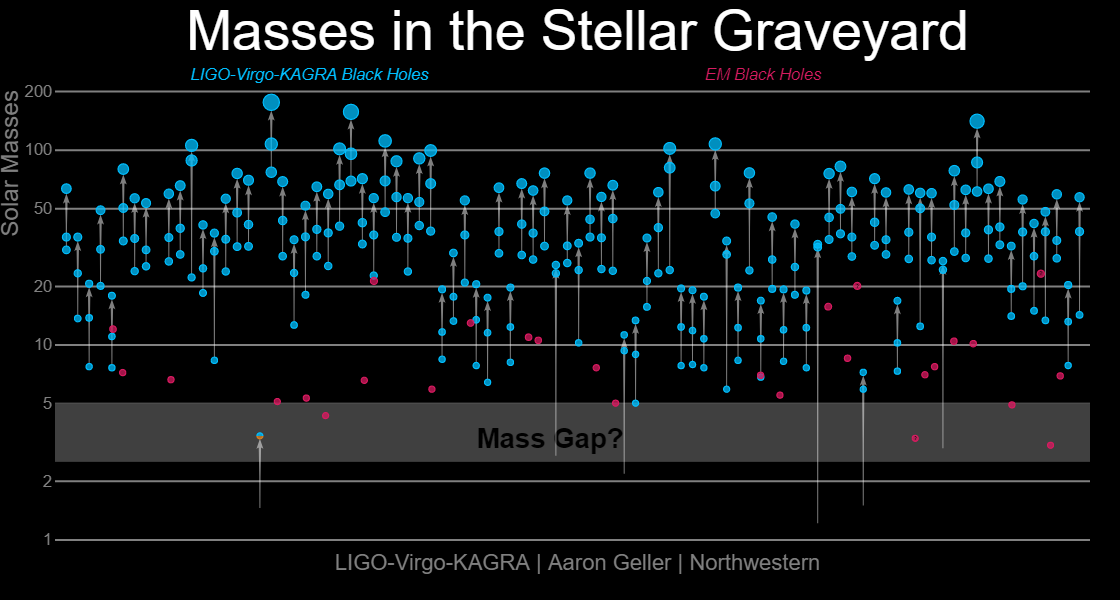 Masses in the Stellar Graveyard
LIGO-Virgo-KAGRA Black Holes
EM Black Holes
Solar Masses
200
100
50
20
10
5
Mass Gap?
2
1
LIGO-Virgo-KAGRA | Aaron Geller | Northwestern